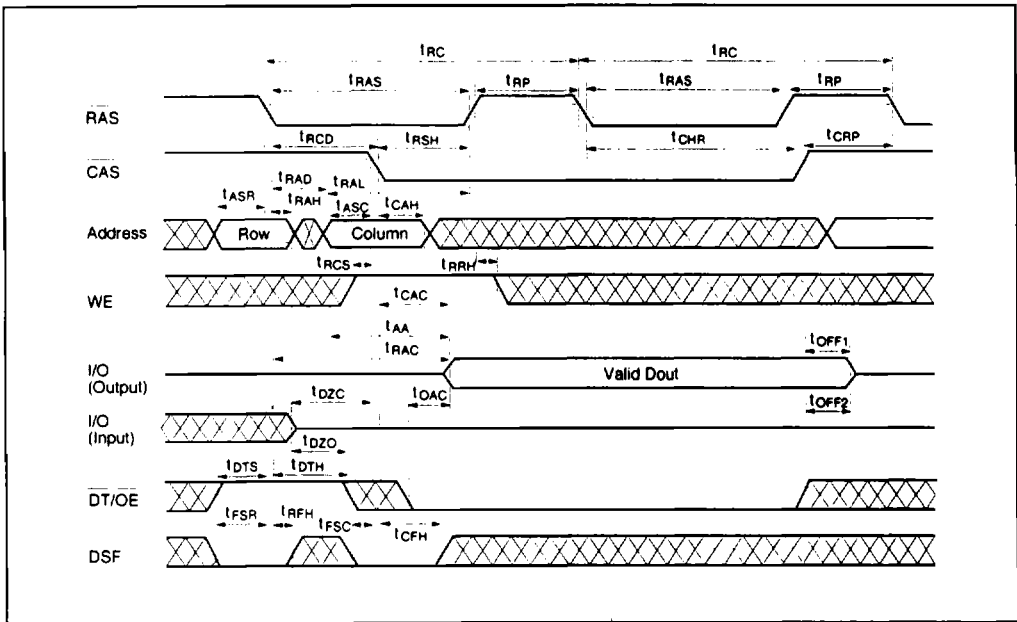 tRC tRC
tRAS tRP tRAS tRP
RAS
tRCD tRSH tCHR tCRP
CAS
tRAD tRAL
tASR tRAH tASC tCAH
Address Row Column
tRCS tRRH
WE
tCAC
tAA
tRAC tOFF1
I/O
(Output) Valid Dout
tDZC tOAC tOFF2
I/O
(Input)
tDZO
tDTS tDTH
DT/OE
tFSR tRFH tFSC tCFH
DSF